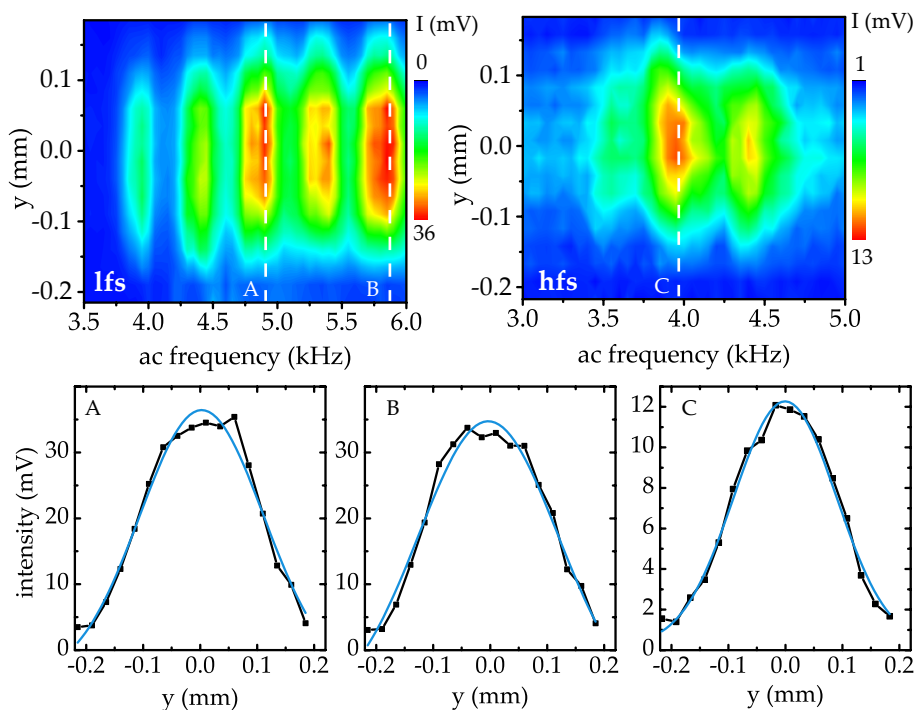 I (mV)
0
36
y (mm)
0.1
0.0
-0.1
-0.2
lfs
A
B
3.5 4.0 4.5 5.0 5.5 6.0
ac frequency (kHz)
I (mV)
1
13
y (mm)
0.1
0.0
-0.1
-0.2
hfs
C
3.0 3.5 4.0 4.5 5.0
ac frequency (kHz)
A
intensity (mV)
30
20
10
0
-0.2 -0.1 0.0 0.1 0.2
y (mm)
B
30
20
10
0
-0.2 -0.1 0.0 0.1 0.2
y (mm)
C
12
10
8
6
4
2
0
-0.2 -0.1 0.0 0.1 0.2
y (mm)